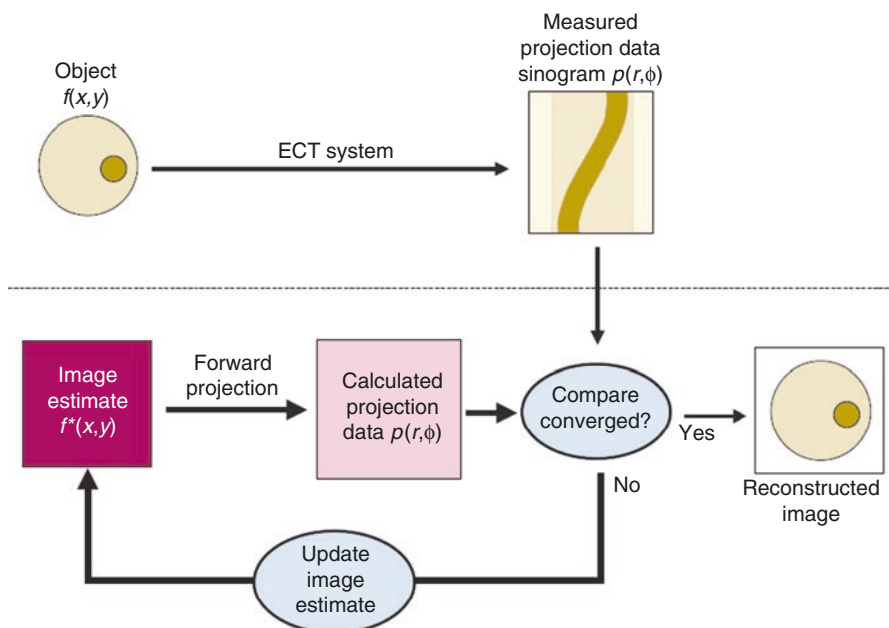 Measured
projection data
sinogram p(r,ϕ)
Object
f(x,y)
ECT system
Image
estimate
f*(x,y)
Forward
projection
Calculated
projection
data p(r,ϕ)
Compare
converged?
Yes
No
Reconstructed
image
Update
image
estimate